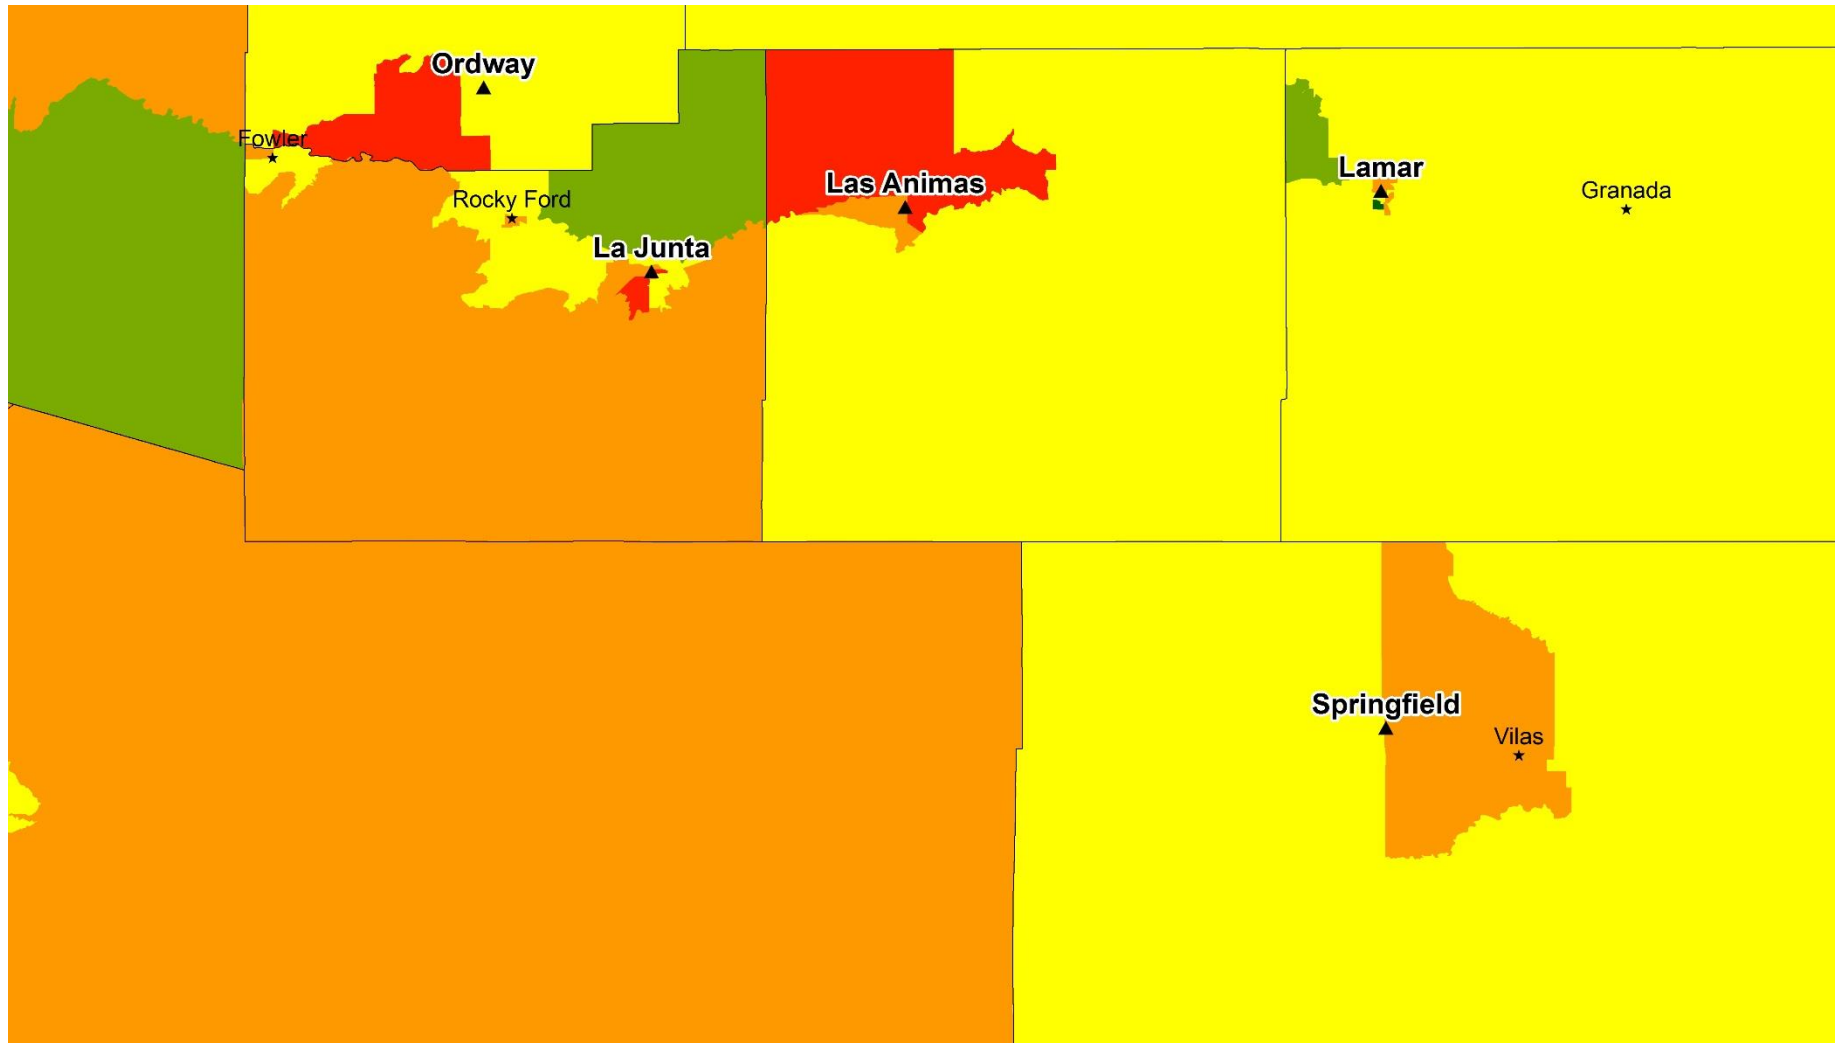 Ordway
Fowler
Lamar
Las Animas
Granada
Rocky Ford
La Junta
Springfield
Vilas